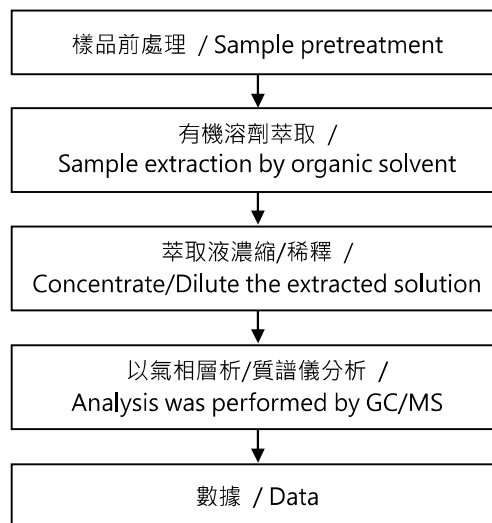 樣品前處理 / Sample pretreatment
有機溶劑萃取 /
Sample extraction by organic solvent
萃取液濃縮/稀釋 /
Concentrate/Dilute the extracted solution
以氣相層析/質譜儀分析 /
Analysis was performed by GC/MS
數據 / Data